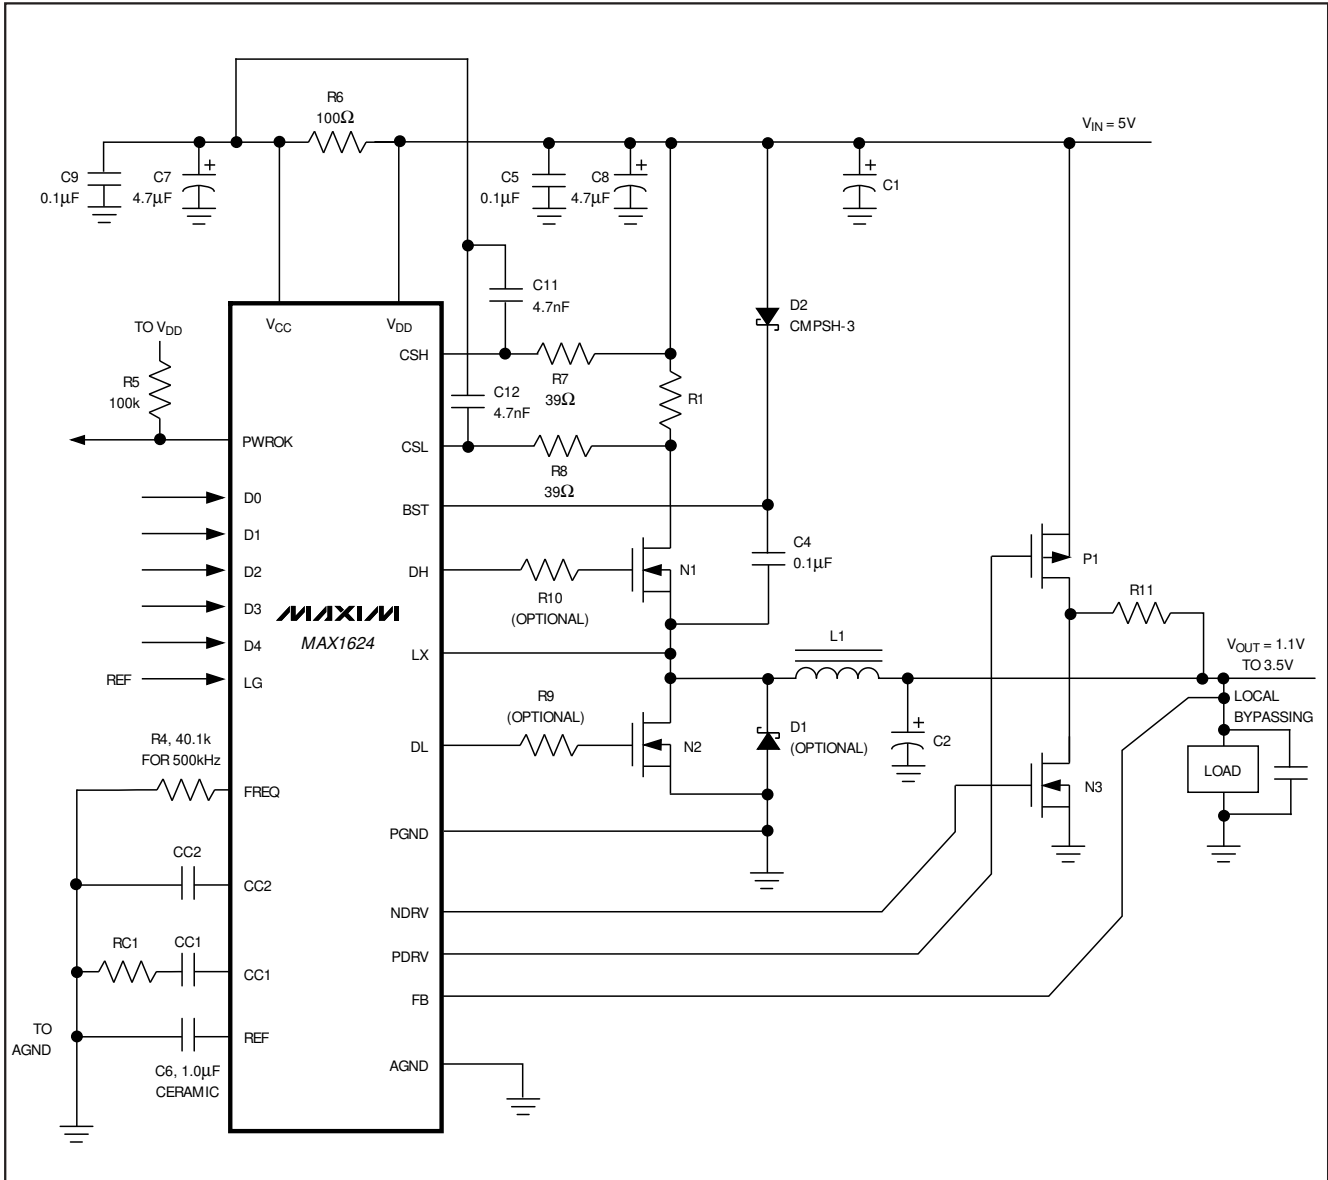 R6
100Ω
VIN = 5V
C9
0.1µF
C7
4.7µF
C5
0.1µF
C8
4.7µF
C1
C11
4.7nF
D2
CMPSH-3
TO VDD
VCC
VDD
CSH
R5
100k
R7
39Ω
R1
C12
4.7nF
PWROK
CSL
R8
39Ω
D0
BST
D1
C4
0.1µF
D2
DH
N1
P1
R10
(OPTIONAL)
R11
D3
MAXIM
MAX1624
D4
LX
L1
VOUT = 1.1V
TO 3.5V
REF
LG
R9
(OPTIONAL)
LOCAL
BYPASSING
R4, 40.1k
FOR 500kHz
DL
N2
D1
(OPTIONAL)
C2
LOAD
FREQ
N3
PGND
CC2
CC2
NDRV
RC1
CC1
CC1
PDRV
FB
TO
AGND
REF
C6, 1.0µF
CERAMIC
AGND